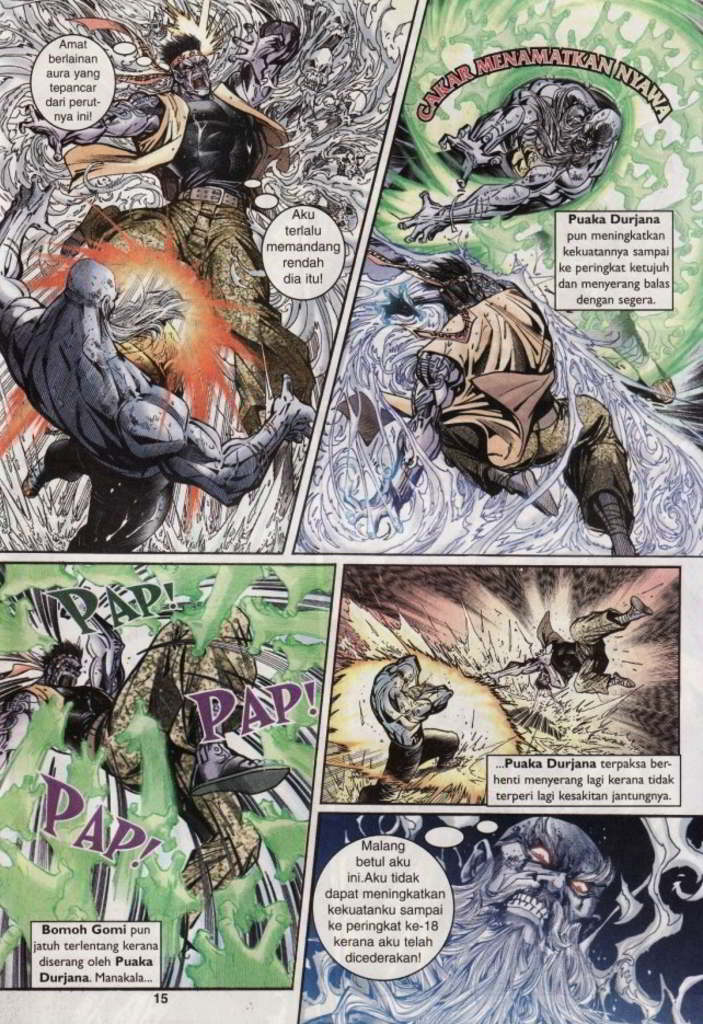 Amat
berlainan
aura yang
tepancar
dari perut-
nya ini!
Aku
terlalu
memandang
rendah
dia itu!
CAKAR MENAMATKAN NYAWA
Puaka Durjana
pun meningkatkan
kekuatannya sampai
ke peringkat ketujuh
dan menyerang balas
dengan segera.
PAP!
PAP!
PAP!
Bomoh Gomi pun
jatuh terlentang kerana
diserang oleh Puaka
Durjana. Manakala...
...Puaka Durjana terpaksa ber-
henti menyerang lagi kerana tidak
terperi lagi kesakitan jantungnya.
Malang
betul aku
ini.Aku tidak
dapat meningkatkan
kekuatanku sampai
ke peringkat ke-18
kerana aku telah
dicederakan!
15